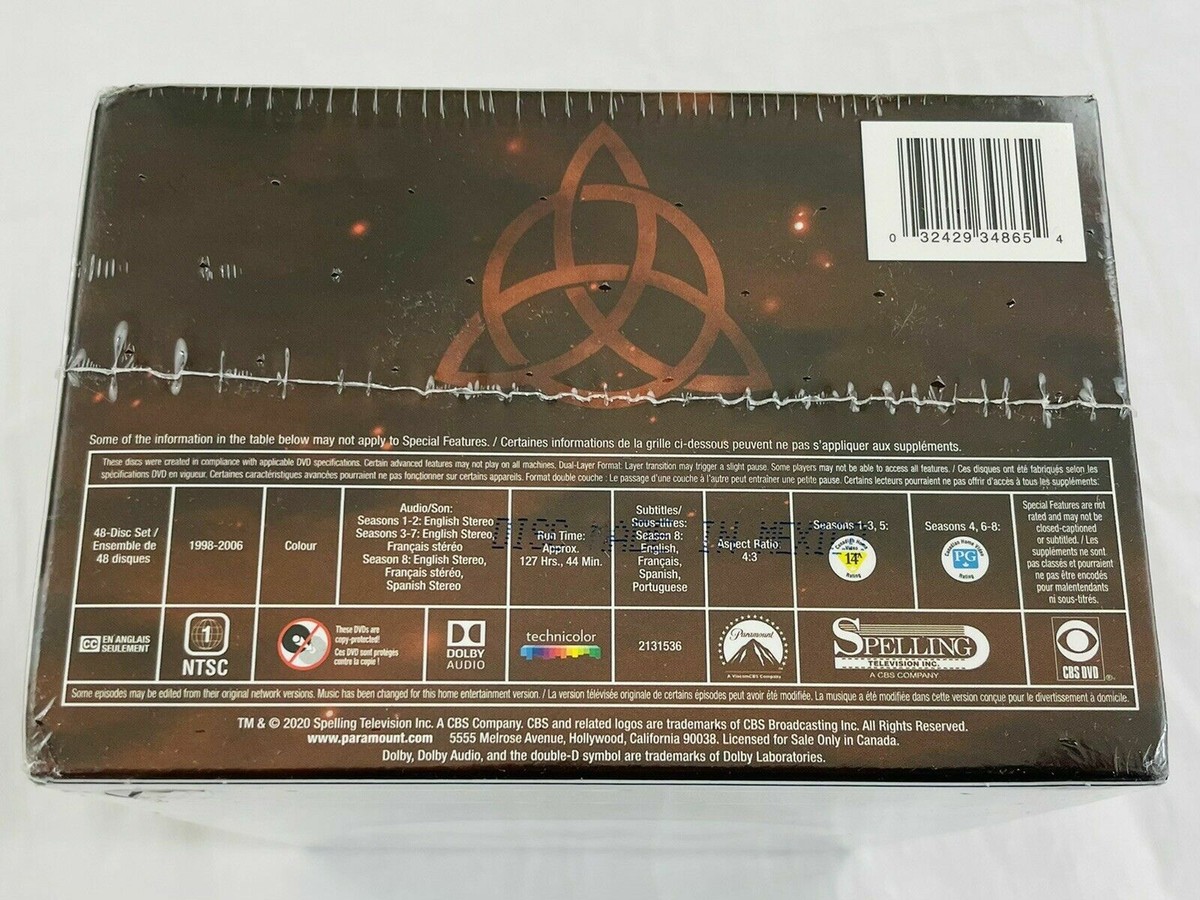 0 32429 34865 4
Some of the information in the table below may not apply to Special Features. / Certaines informations de la grille ci-dessous peuvent ne pas s'appliquer aux suppléments.
These discs were created in compliance with applicable DVD specifications. Certain advanced features may not play on all machines. Dual-Layer Format: Layer transition may trigger a slight pause. Some players may not be able to access all features. / Ces disques ont été fabriqués selon les
spécifications DVD en vigueur. Certaines caractéristiques avancées pourraient ne pas fonctionner sur certains appareils. Format double couche : Le passage d'une couche à l'autre peut entraîner une petite pause. Certains lecteurs pourraient ne pas offrir d'accès à tous les suppléments.
48-Disc Set /
Ensemble de
48 disques
1998-2006
Colour
Audio/Son:
Seasons 1-2: English Stereo
Seasons 3-7: English Stereo,
Français stéréo
Season 8: English Stereo,
Français stéréo,
Spanish Stereo
DISC MADE IN MEXICO
Run Time:
Approx.
127 Hrs., 44 Min.
Subtitles/
Sous-titres:
Season 8:
English,
Français,
Spanish,
Portuguese
Aspect Ratio:
4:3
Seasons 1-3, 5:
Canadian Home Video
14+
Rating
Seasons 4, 6-8:
Canadian Home Video
PG
Rating
Special Features are not
rated and may not be
closed-captioned
or subtitled. / Les
suppléments ne sont
pas classés et pourraient
ne pas être encodés
pour malentendants
ni sous-titrés.
CC EN ANGLAIS
SEULEMENT
1
NTSC
These DVDs are
copy-protected!
Ces DVD sont protégés
contre la copie !
DOLBY
AUDIO
technicolor
2131536
Paramount
A ViacomCBS Company
SPELLING
TELEVISION INC.
A CBS COMPANY
CBS DVD
Some episodes may be edited from their original network versions. Music has been changed for this home entertainment version. / La version télévisée originale de certains épisodes peut avoir été modifiée. La musique a été modifiée dans cette version conçue pour le divertissement à domicile.
TM & © 2020 Spelling Television Inc. A CBS Company. CBS and related logos are trademarks of CBS Broadcasting Inc. All Rights Reserved.
www.paramount.com 5555 Melrose Avenue, Hollywood, California 90038. Licensed for Sale Only in Canada.
Dolby, Dolby Audio, and the double-D symbol are trademarks of Dolby Laboratories.